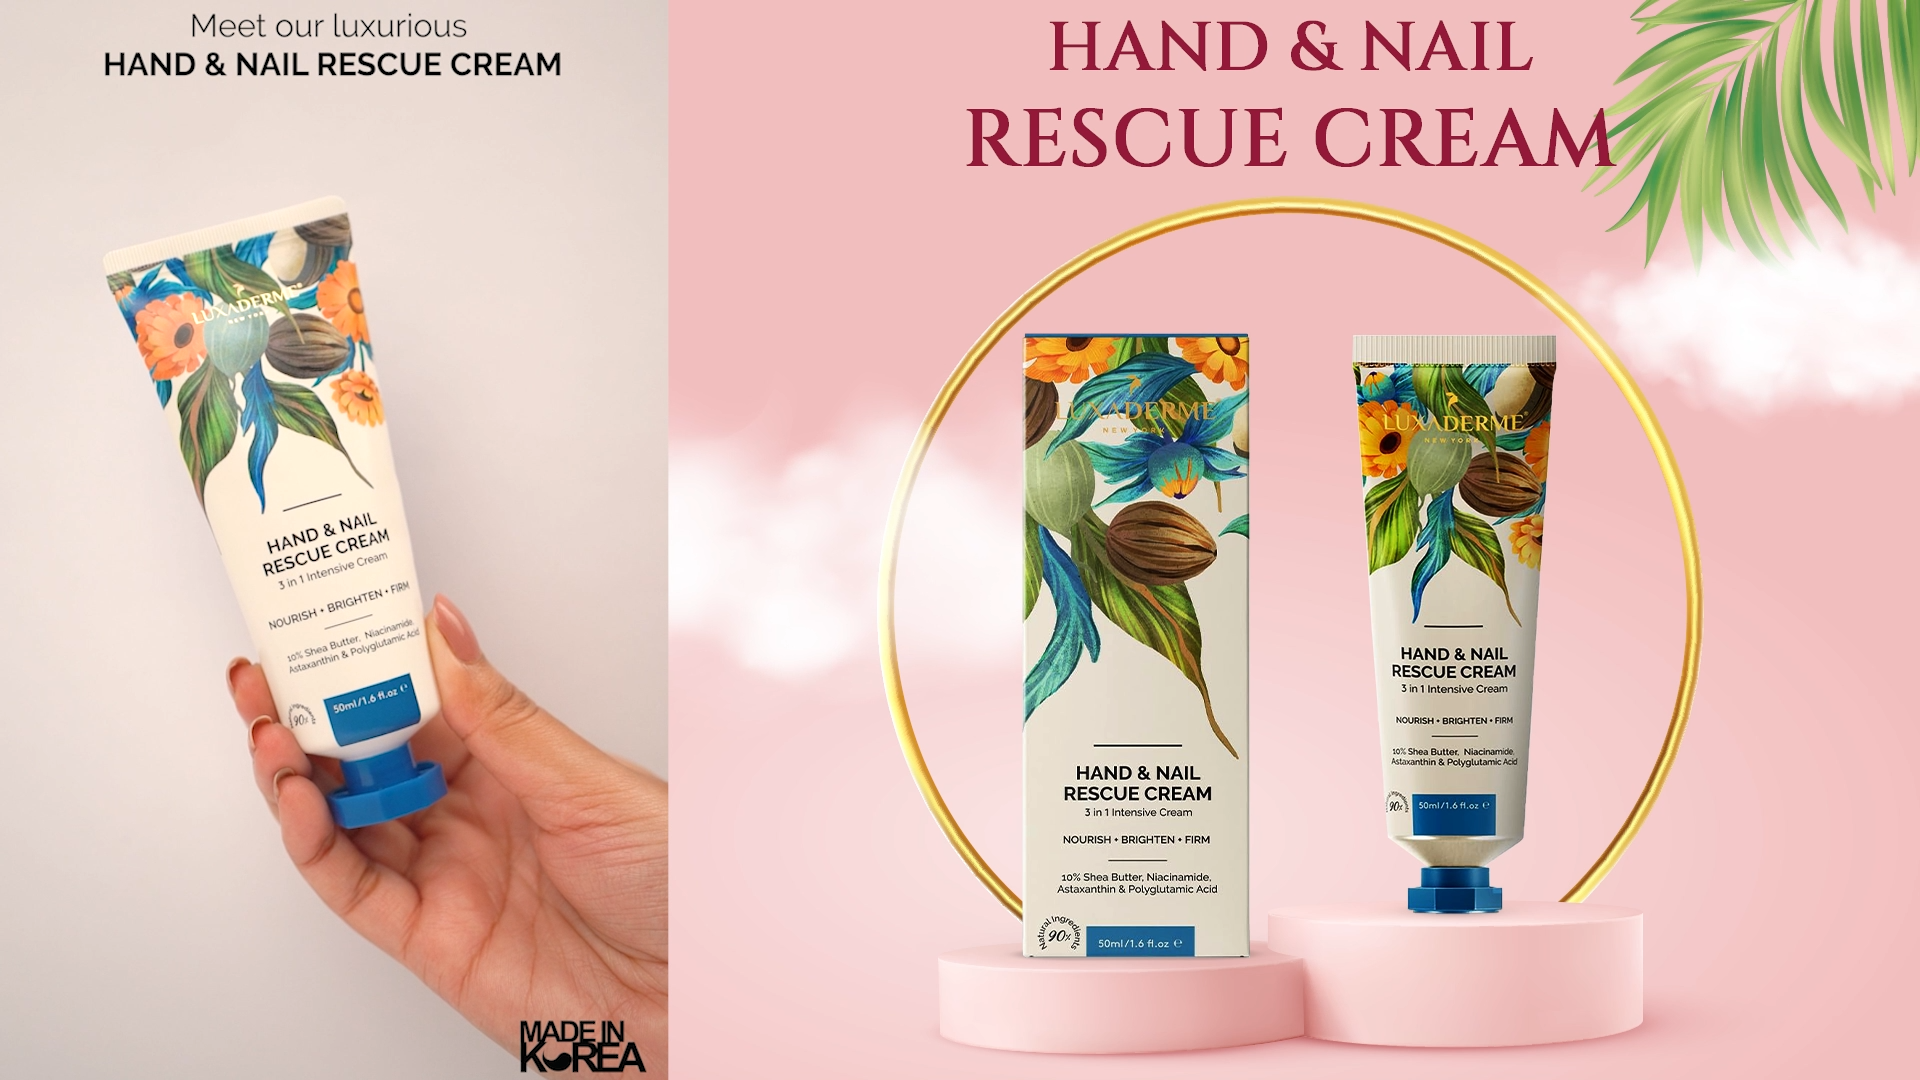 Meet our luxurious
HAND & NAIL RESCUE CREAM
LUXADERME®
NEW YORK
HAND & NAIL
RESCUE CREAM
3 in 1 Intensive Cream
NOURISH + BRIGHTEN + FIRM
10% Shea Butter, Niacinamide,
Astaxanthin & Polyglutamic Acid
90%
50ml/1.6 fl.oz ℮
MADE IN
KOREA
HAND & NAIL
RESCUE CREAM
LUXADERME®
NEW YORK
HAND & NAIL
RESCUE CREAM
3 in 1 Intensive Cream
NOURISH + BRIGHTEN + FIRM
10% Shea Butter, Niacinamide,
Astaxanthin & Polyglutamic Acid
Natural Ingredients
90%
50ml/1.6 fl.oz ℮
LUXADERME®
NEW YORK
HAND & NAIL
RESCUE CREAM
3 in 1 Intensive Cream
NOURISH + BRIGHTEN + FIRM
10% Shea Butter, Niacinamide,
Astaxanthin & Polyglutamic Acid
90%
50ml/1.6 fl.oz ℮